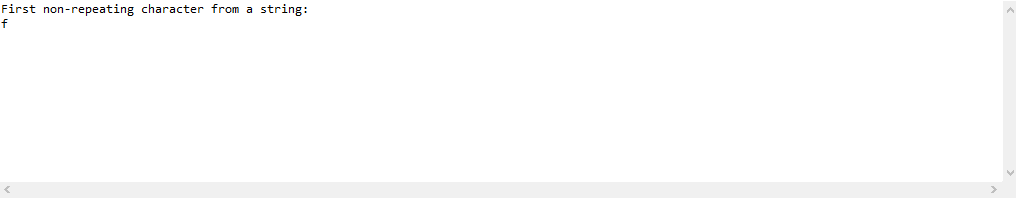 First non-repeating character from a string:
f